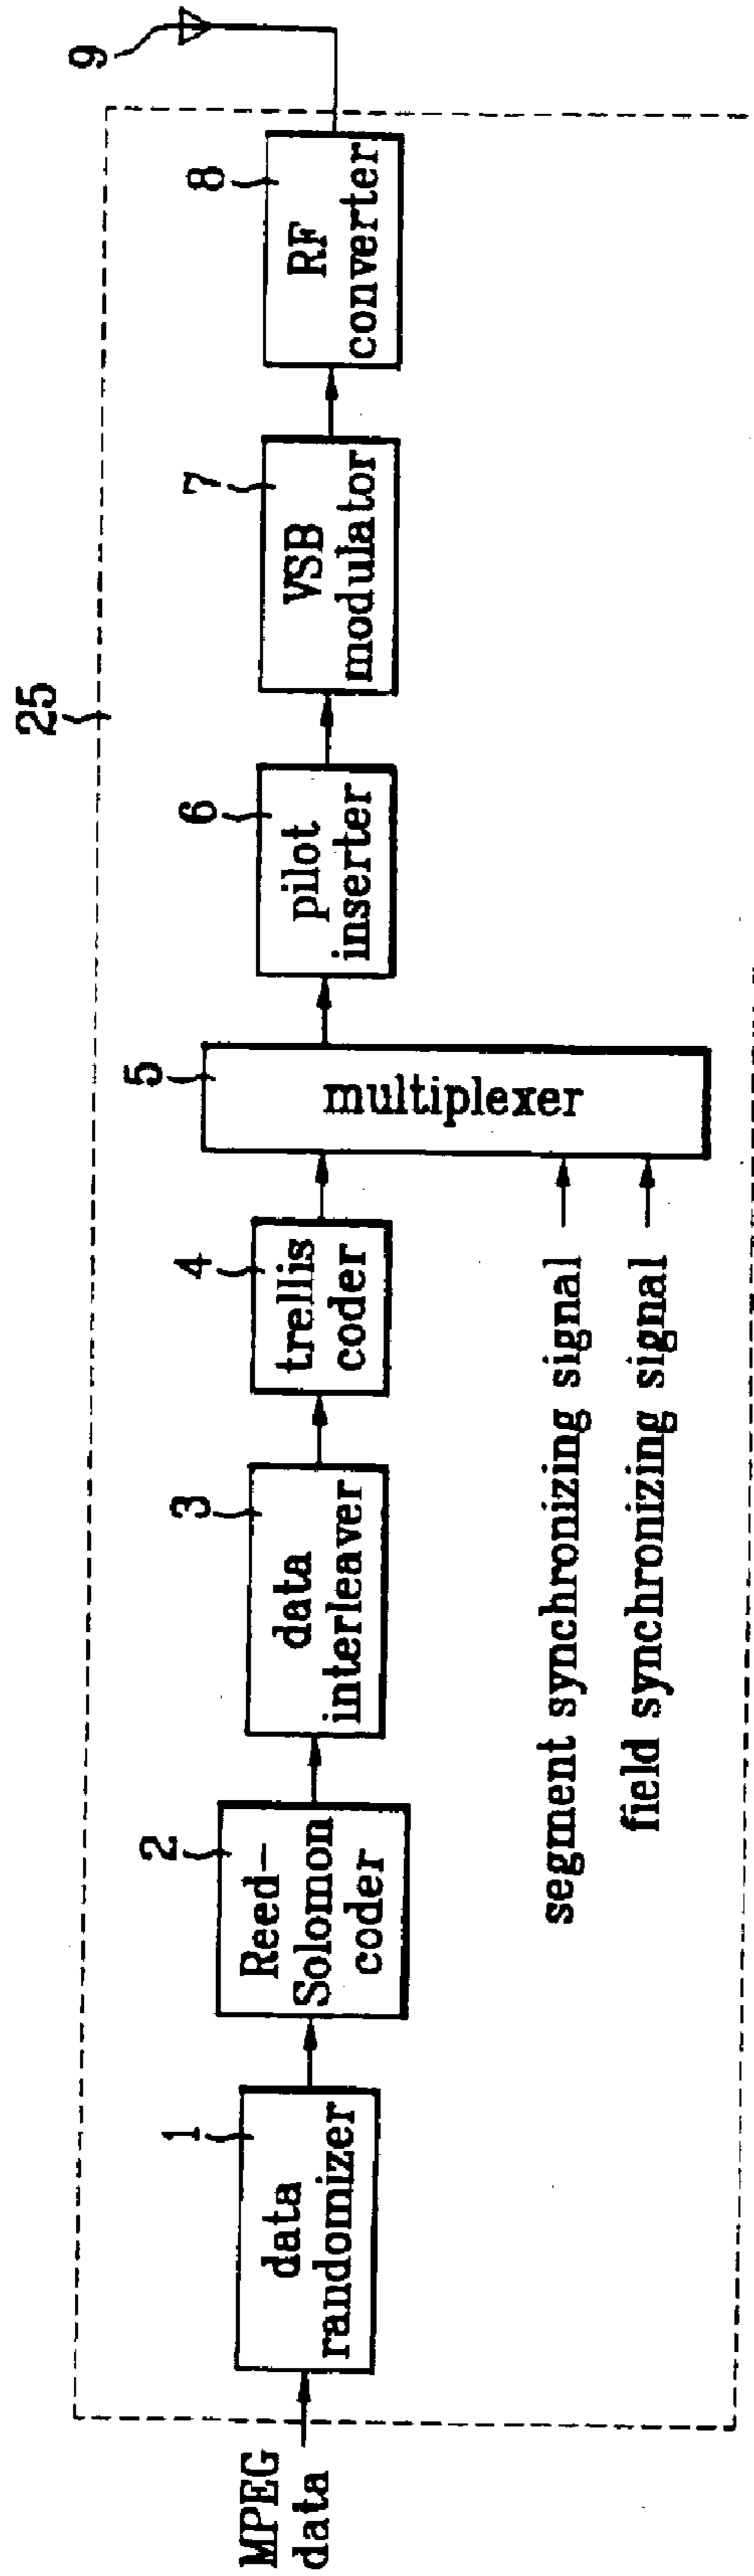 MPEG
data
1
data
randomizer
2
Reed-
Solomon
coder
3
data
interleaver
4
trellis
coder
segment synchronizing signal
field synchronizing signal
5
multiplexer
6
pilot
inserter
25
7
VSB
modulator
8
RF
converter
9